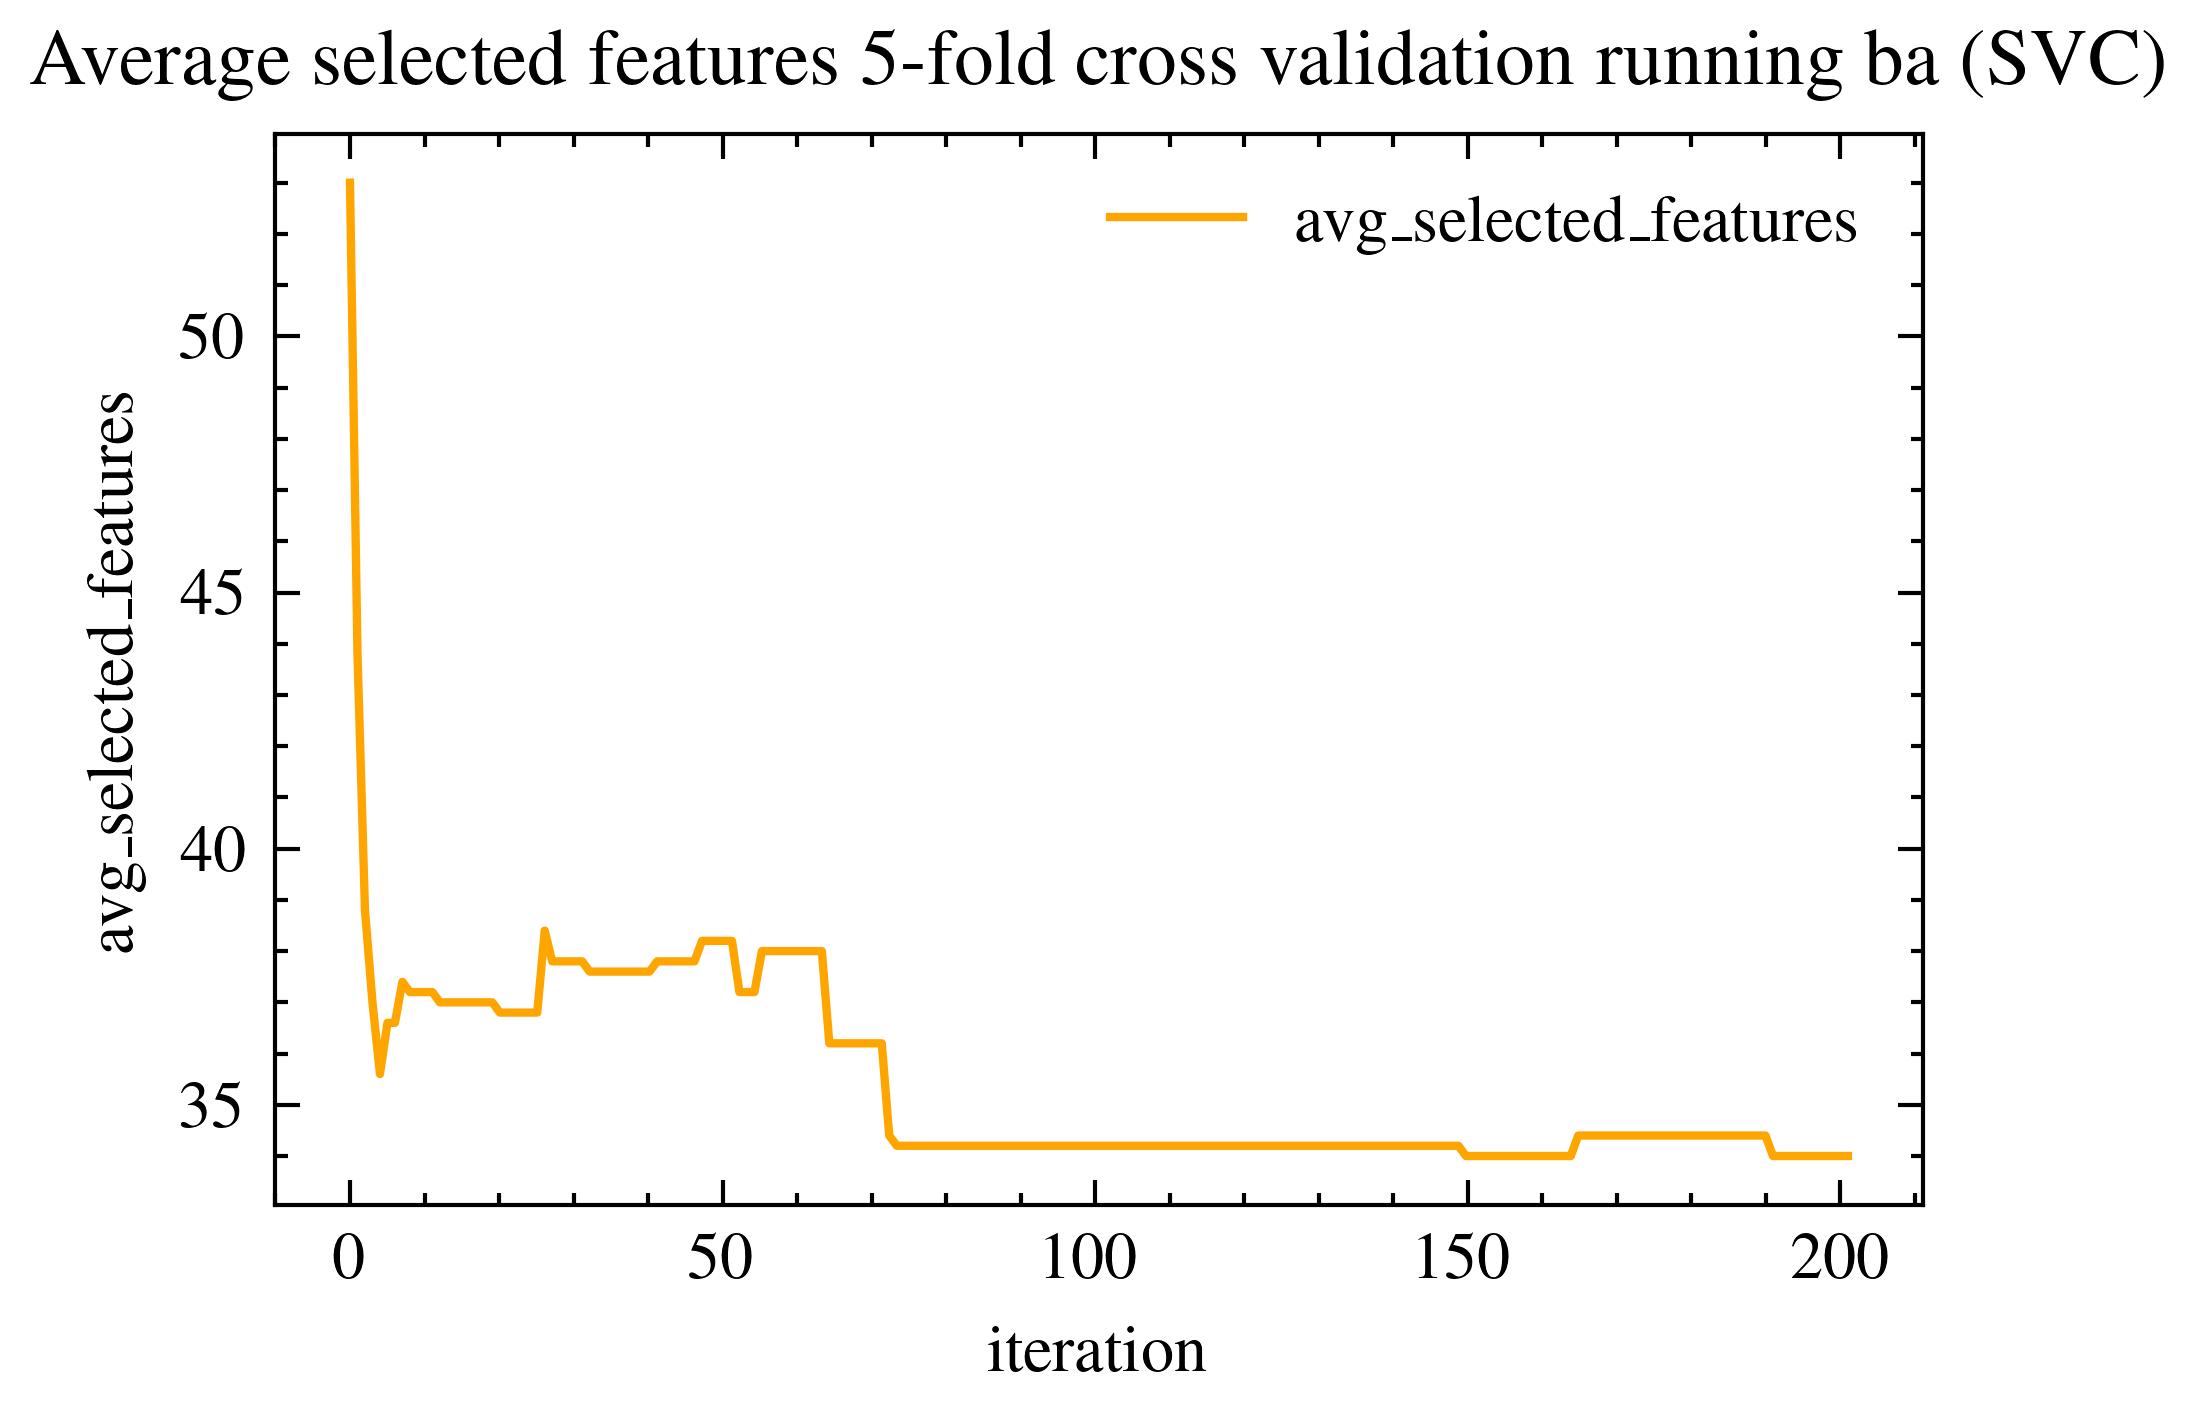 Average selected features 5-fold cross validation running ba (SVC)
avg_selected_features
avg_selected_features
50
45
40
35
0 50 100 150 200
iteration